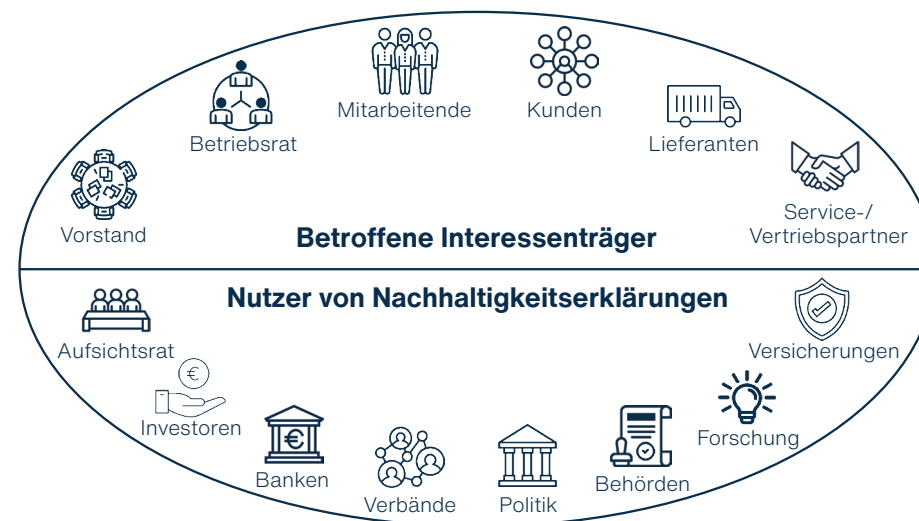 Mitarbeitende
Kunden
Betriebsrat
Lieferanten
Vorstand
Service-/
Vertriebspartner
Betroffene Interessenträger
Nutzer von Nachhaltigkeitserklärungen
Aufsichtsrat
Versicherungen
€
Investoren
Forschung
€
Banken
Verbände
Politik
Behörden